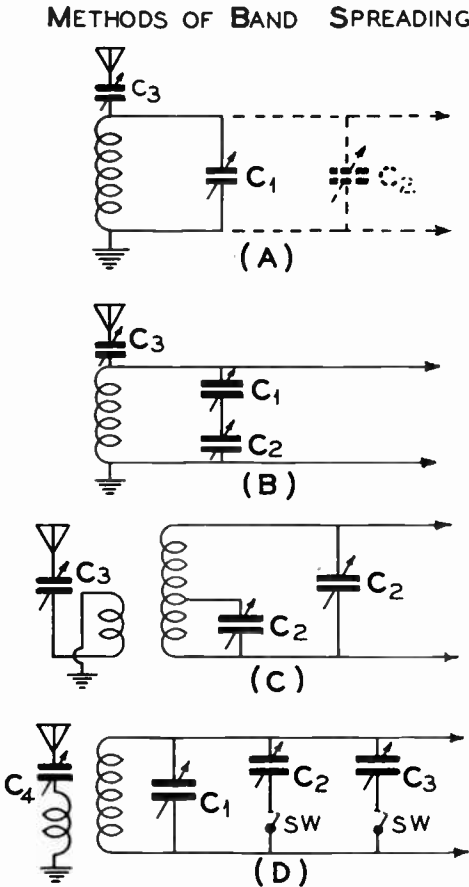 METHODS OF BAND SPREADING
C3
C1
C2
(A)
C3
C1
C2
(B)
C3
C2
C2
(C)
C4
C1
C2
C3
SW
SW
(D)